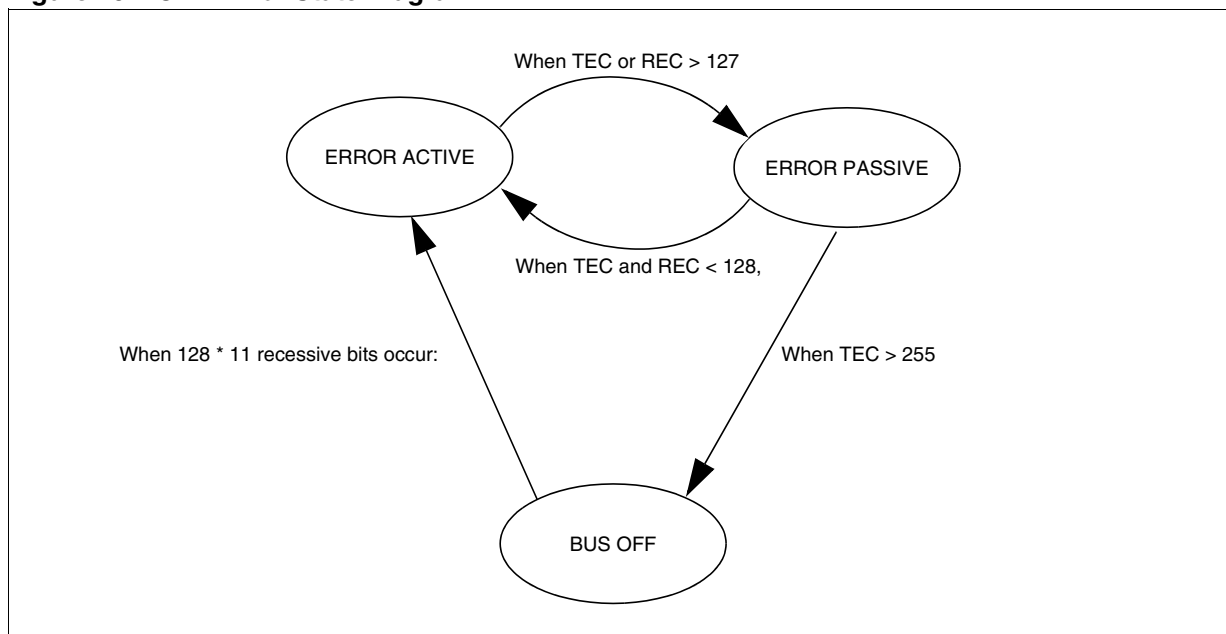 When TEC or REC > 127
ERROR ACTIVE
ERROR PASSIVE
When TEC and REC < 128,
When 128 * 11 recessive bits occur:
When TEC > 255
BUS OFF